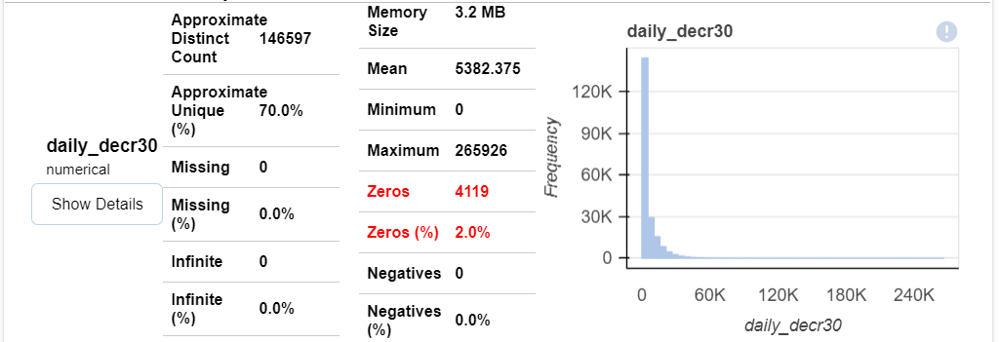 daily_decr30
numerical
Show Details
Approximate
Distinct 146597
Count
Approximate
Unique 70.0%
(%)
Missing 0
Missing 0.0%
(%)
Infinite 0
Infinite 0.0%
(%)
Memory 3.2 MB
Size
Mean 5382.375
Minimum 0
Maximum 265926
Zeros 4119
Zeros (%) 2.0%
Negatives 0
Negatives 0.0%
(%)
daily_decr30
!
Frequency
120K
90K
60K
30K
0
0 60K 120K 180K 240K
daily_decr30